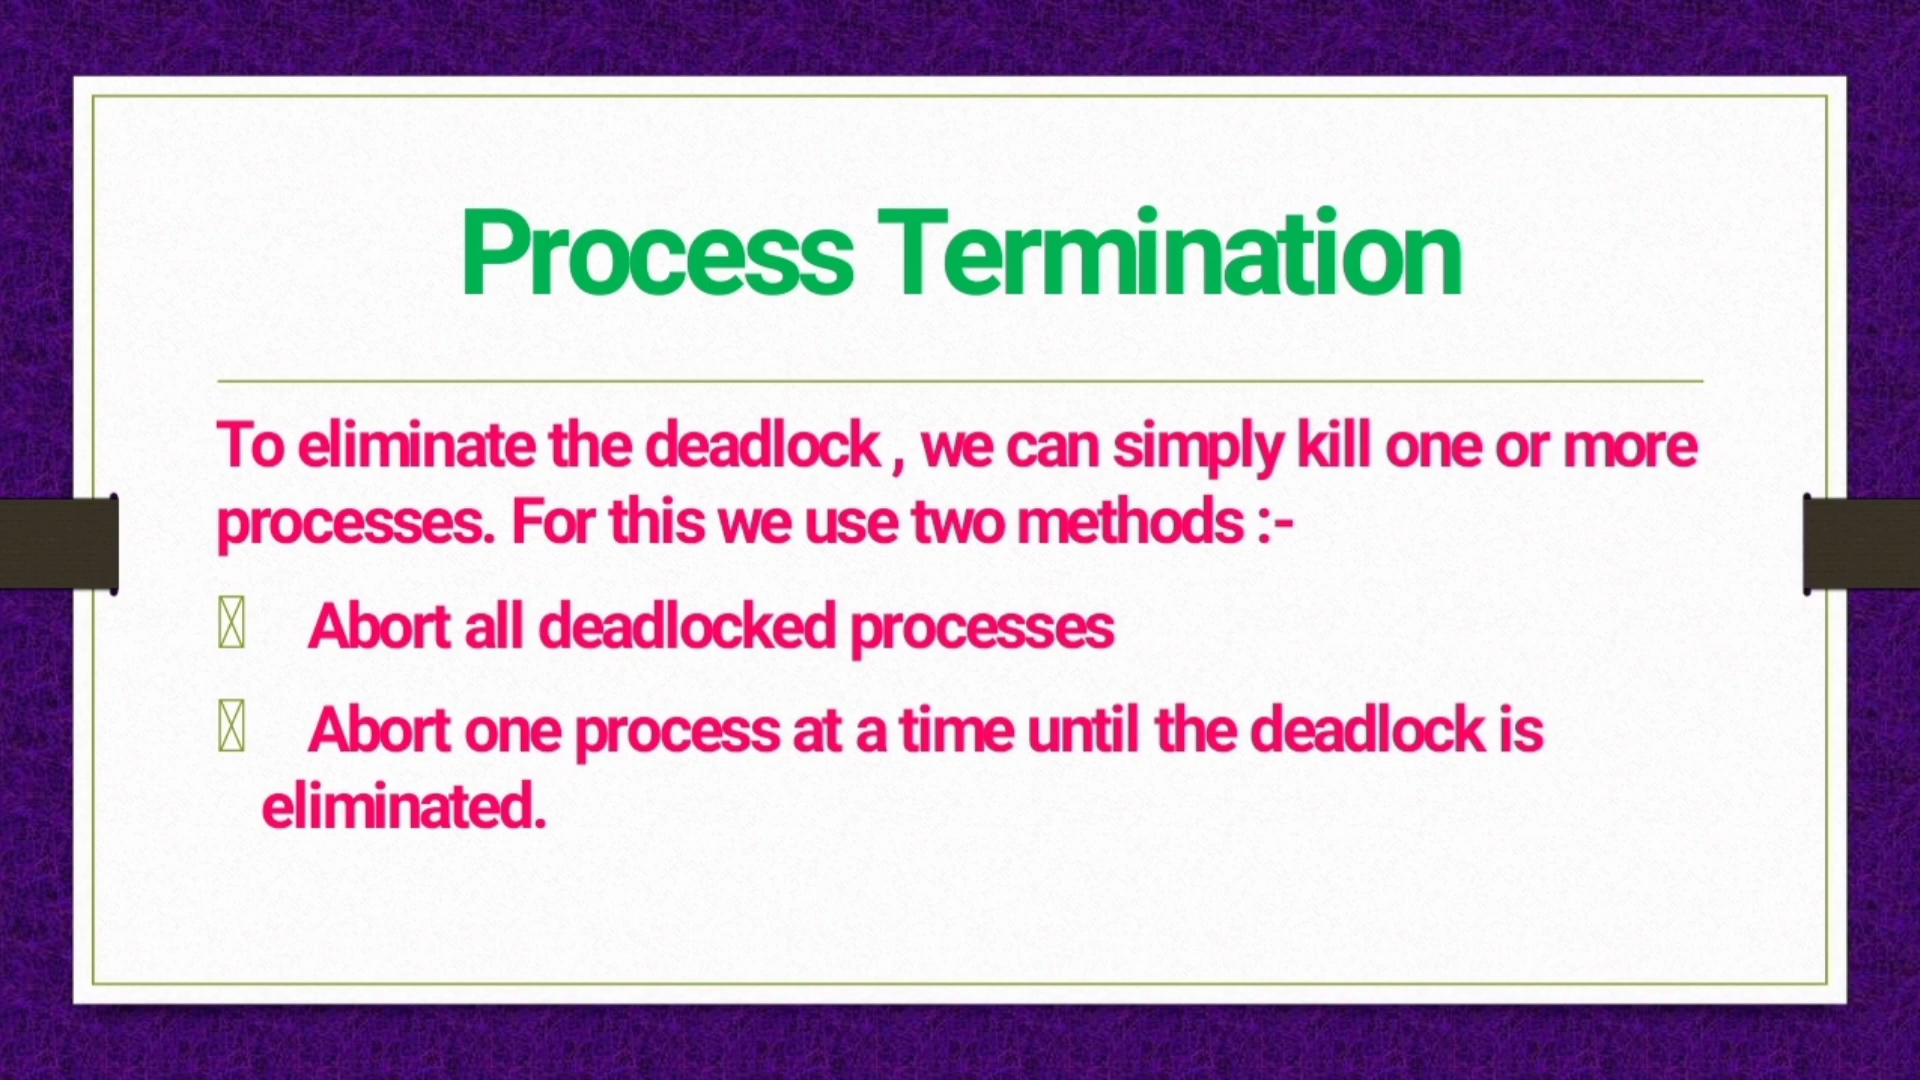 Process Termination
To eliminate the deadlock , we can simply kill one or more
processes. For this we use two methods :-
Abort all deadlocked processes
Abort one process at a time until the deadlock is
eliminated.